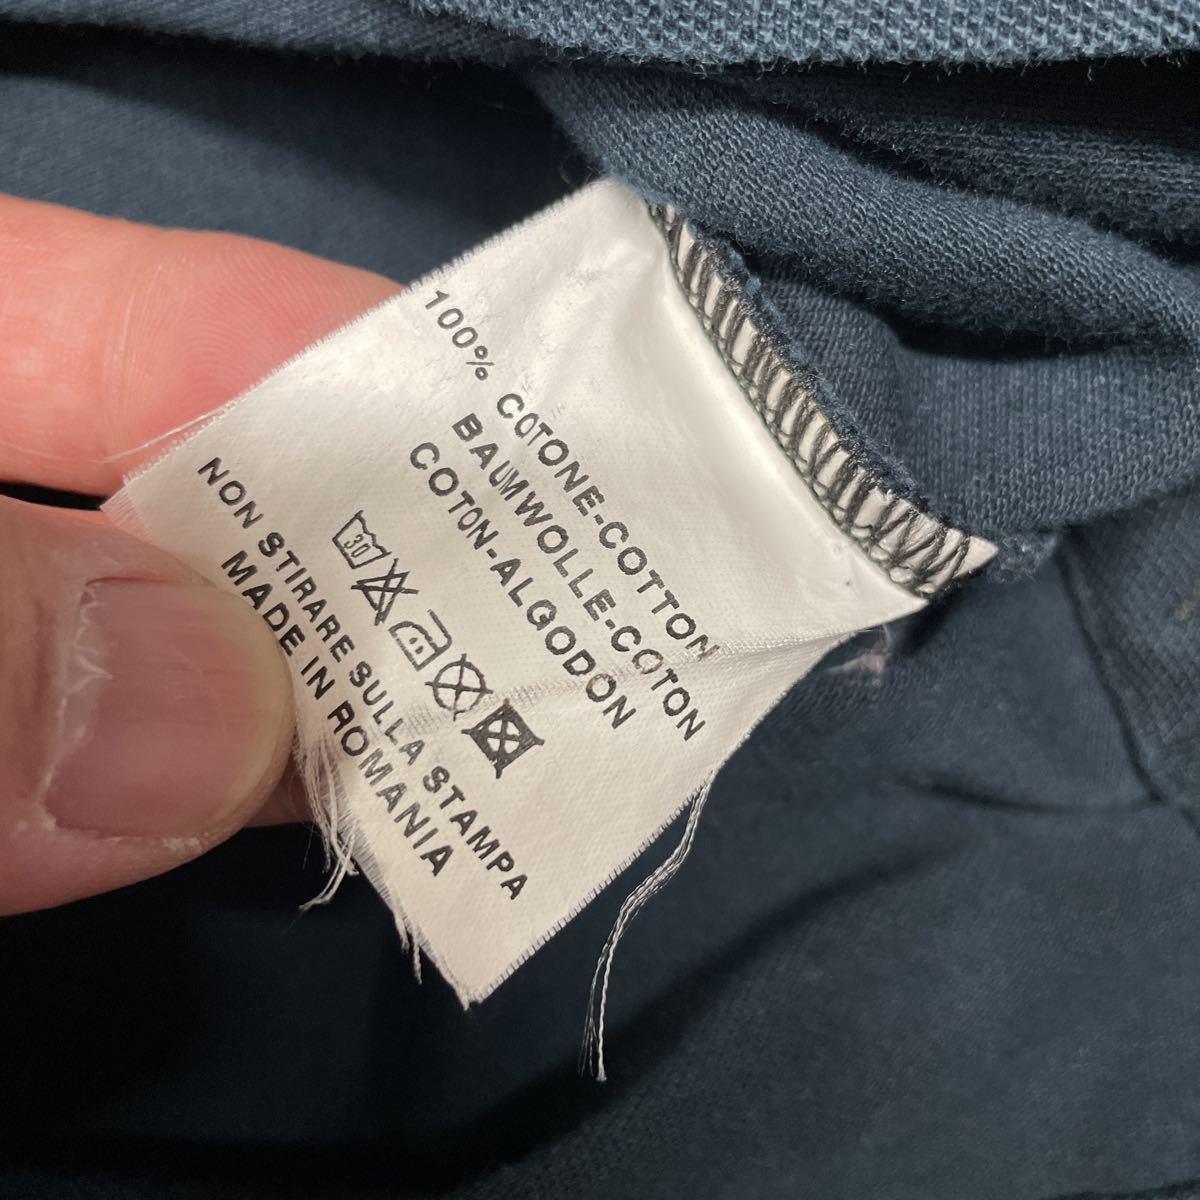 100% COTONE-COTTON
BAUMWOLLE-COTON
COTON-ALGODON
30
NON STIRARE SULLA STAMPA
MADE IN ROMANIA